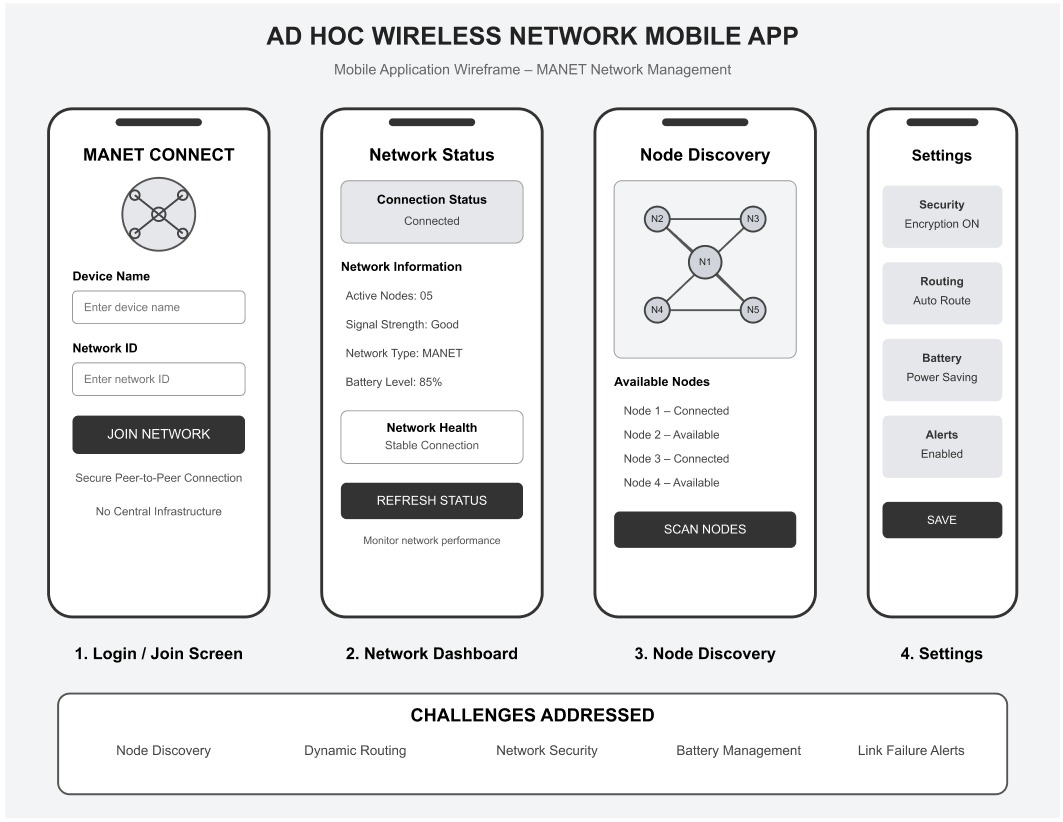 AD HOC WIRELESS NETWORK MOBILE APP
Mobile Application Wireframe – MANET Network Management
MANET CONNECT
Device Name
Enter device name
Network ID
Enter network ID
JOIN NETWORK
Secure Peer-to-Peer Connection
No Central Infrastructure
1. Login / Join Screen
Network Status
Connection Status
Connected
Network Information
Active Nodes: 05
Signal Strength: Good
Network Type: MANET
Battery Level: 85%
Network Health
Stable Connection
REFRESH STATUS
Monitor network performance
2. Network Dashboard
Node Discovery
N2
N3
N1
N4
N5
Available Nodes
Node 1 – Connected
Node 2 – Available
Node 3 – Connected
Node 4 – Available
SCAN NODES
3. Node Discovery
Settings
Security
Encryption ON
Routing
Auto Route
Battery
Power Saving
Alerts
Enabled
SAVE
4. Settings
CHALLENGES ADDRESSED
Node Discovery
Dynamic Routing
Network Security
Battery Management
Link Failure Alerts